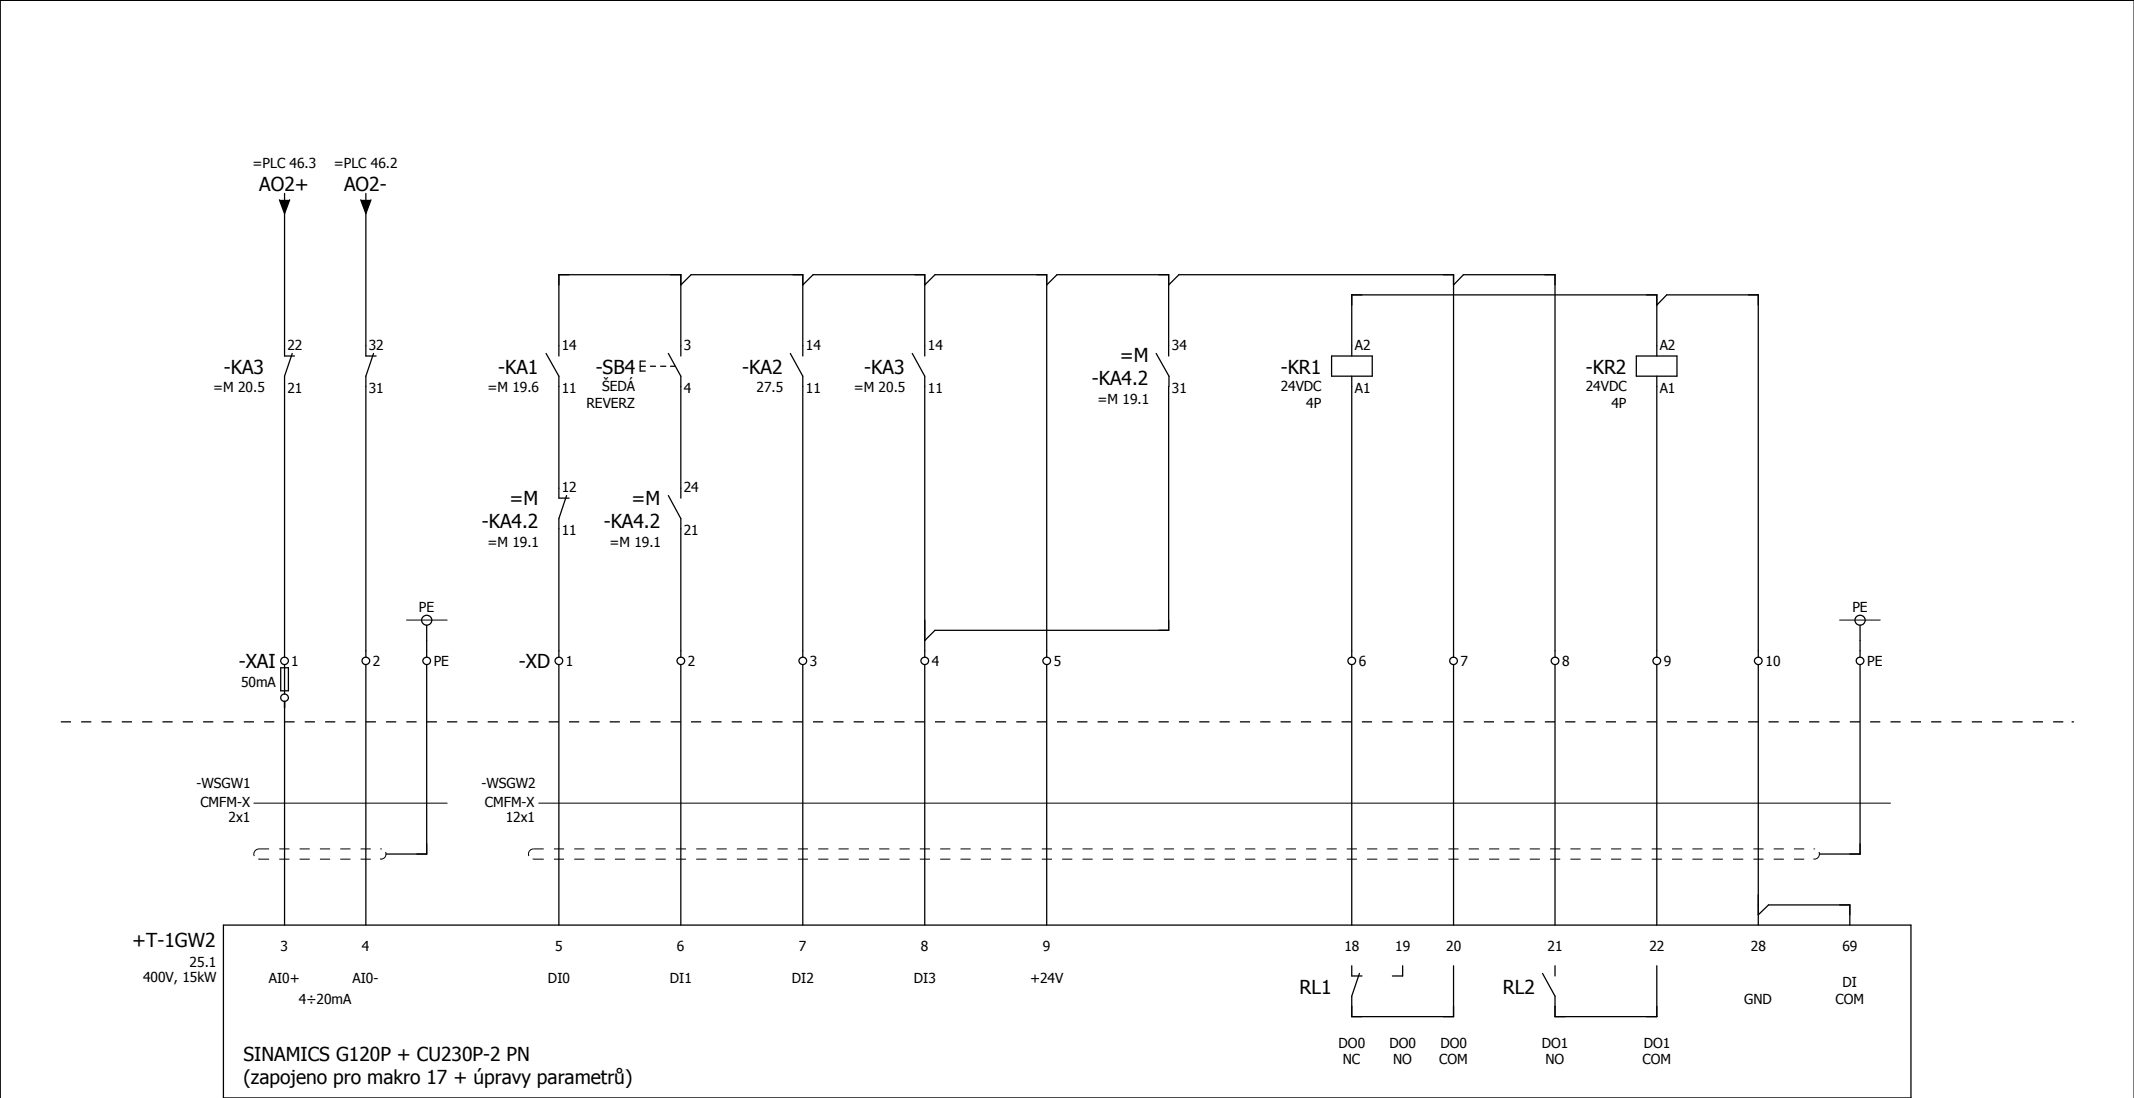 =PLC 46.3 =PLC 46.2
AO2+ AO2-
22 32 14 3 14 14 34 A2 A2
-KA3 -KA1 -SB4 E -KA2 -KA3 =M -KR1 -KR2
=M 20.5 =M 19.6 ŠEDÁ 27.5 =M 20.5 -KA4.2 24VDC 24VDC
REVERZ =M 19.1 4P 4P
21 31 11 4 11 11 31 A1 A1
12 24
=M =M
-KA4.2 -KA4.2
=M 19.1 =M 19.1
11 21
PE PE
-XAI 1 2 PE -XD 1 2 3 4 5 6 7 8 9 10 PE
50mA
-WSGW1 -WSGW2
CMFM-X CMFM-X
2x1 12x1
+T-1GW2 3 4 5 6 7 8 9 18 19 20 21 22 28 69
25.1
400V, 15kW AI0+ AI0- DI0 DI1 DI2 DI3 +24V RL1 RL2 DI
4÷20mA GND COM
DO0 DO0 DO0 DO1 DO1
NC NO COM NO COM
SINAMICS G120P + CU230P-2 PN
(zapojeno pro makro 17 + úpravy parametrů)